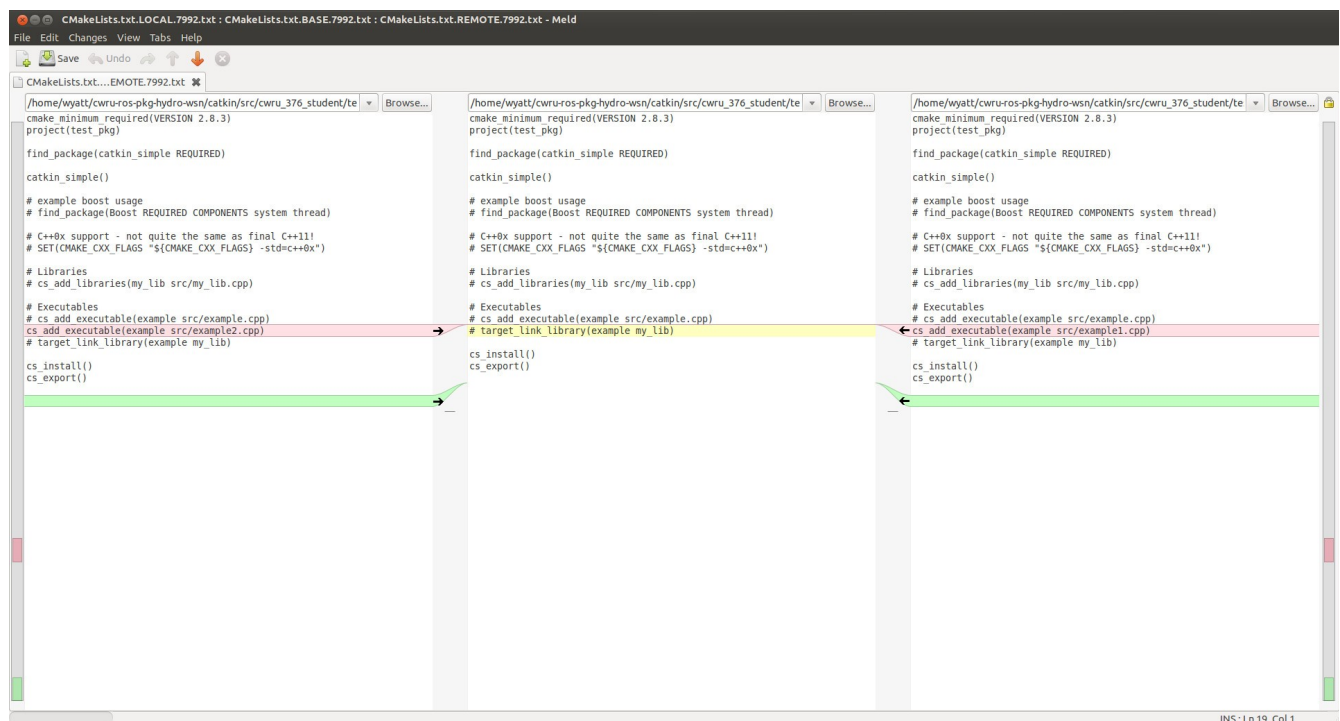 CMakeLists.txt.LOCAL.7992.txt : CMakeLists.txt.BASE.7992.txt : CMakeLists.txt.REMOTE.7992.txt - Meld
File Edit Changes View Tabs Help
Save Undo
CMakeLists.txt....EMOTE.7992.txt
/home/wyatt/cwru-ros-pkg-hydro-wsn/catkin/src/cwru_376_student/te Browse...
cmake_minimum_required(VERSION 2.8.3)
project(test_pkg)
find_package(catkin_simple REQUIRED)
catkin_simple()
# example boost usage
# find_package(Boost REQUIRED COMPONENTS system thread)
# C++0x support - not quite the same as final C++11!
# SET(CMAKE_CXX_FLAGS "${CMAKE_CXX_FLAGS} -std=c++0x")
# Libraries
# cs_add_libraries(my_lib src/my_lib.cpp)
# Executables
# cs_add_executable(example src/example.cpp)
cs_add_executable(example src/example2.cpp)
# target_link_library(example my_lib)
cs_install()
cs_export()
/home/wyatt/cwru-ros-pkg-hydro-wsn/catkin/src/cwru_376_student/te Browse...
cmake_minimum_required(VERSION 2.8.3)
project(test_pkg)
find_package(catkin_simple REQUIRED)
catkin_simple()
# example boost usage
# find_package(Boost REQUIRED COMPONENTS system thread)
# C++0x support - not quite the same as final C++11!
# SET(CMAKE_CXX_FLAGS "${CMAKE_CXX_FLAGS} -std=c++0x")
# Libraries
# cs_add_libraries(my_lib src/my_lib.cpp)
# Executables
# cs_add_executable(example src/example.cpp)
# target_link_library(example my_lib)
cs_install()
cs_export()
/home/wyatt/cwru-ros-pkg-hydro-wsn/catkin/src/cwru_376_student/te Browse...
cmake_minimum_required(VERSION 2.8.3)
project(test_pkg)
find_package(catkin_simple REQUIRED)
catkin_simple()
# example boost usage
# find_package(Boost REQUIRED COMPONENTS system thread)
# C++0x support - not quite the same as final C++11!
# SET(CMAKE_CXX_FLAGS "${CMAKE_CXX_FLAGS} -std=c++0x")
# Libraries
# cs_add_libraries(my_lib src/my_lib.cpp)
# Executables
# cs_add_executable(example src/example.cpp)
cs_add_executable(example src/example1.cpp)
# target_link_library(example my_lib)
cs_install()
cs_export()
INS : Ln 19, Col 1